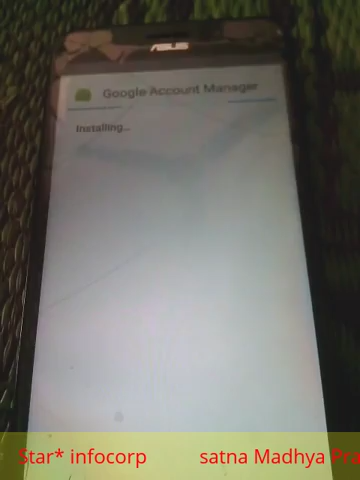 ASUS
Google Account Manager
Installing...
Star* infocorp satna Madhya Pra